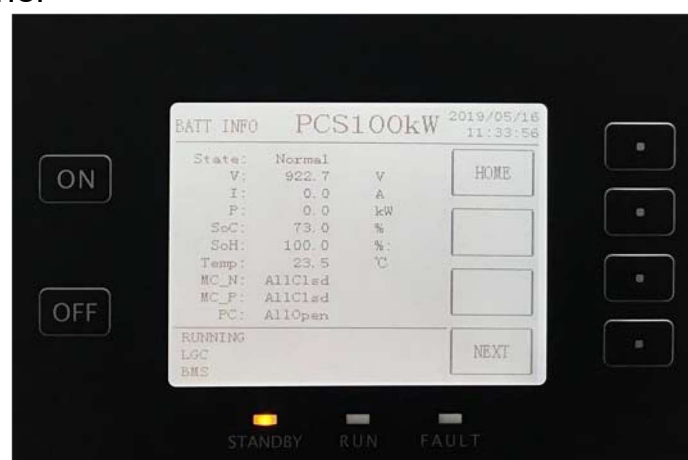 BATT INFO PCS100kW 2019/05/16
11:33:56
State: Normal
V: 922.7 V
I: 0.0 A
P: 0.0 kW
SoC: 73.0 %
SoH: 100.0 %:
Temp: 23.5 ℃
MC_N: AllClsd
MC_P: AllClsd
PC: AllOpen
RUNNING
LGC
BMS
HOME
NEXT
ON
OFF
STANDBY RUN FAULT